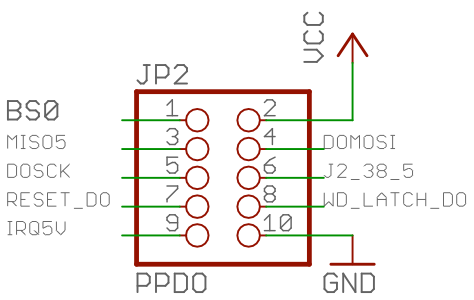 VCC
JP2
BS0 1 2
MISO5 3 4 DOMOSI
DOSCK 5 6 J2_38_5
RESET_DO 7 8 WD_LATCH_DO
IRQ5V 9 10
PPDO GND